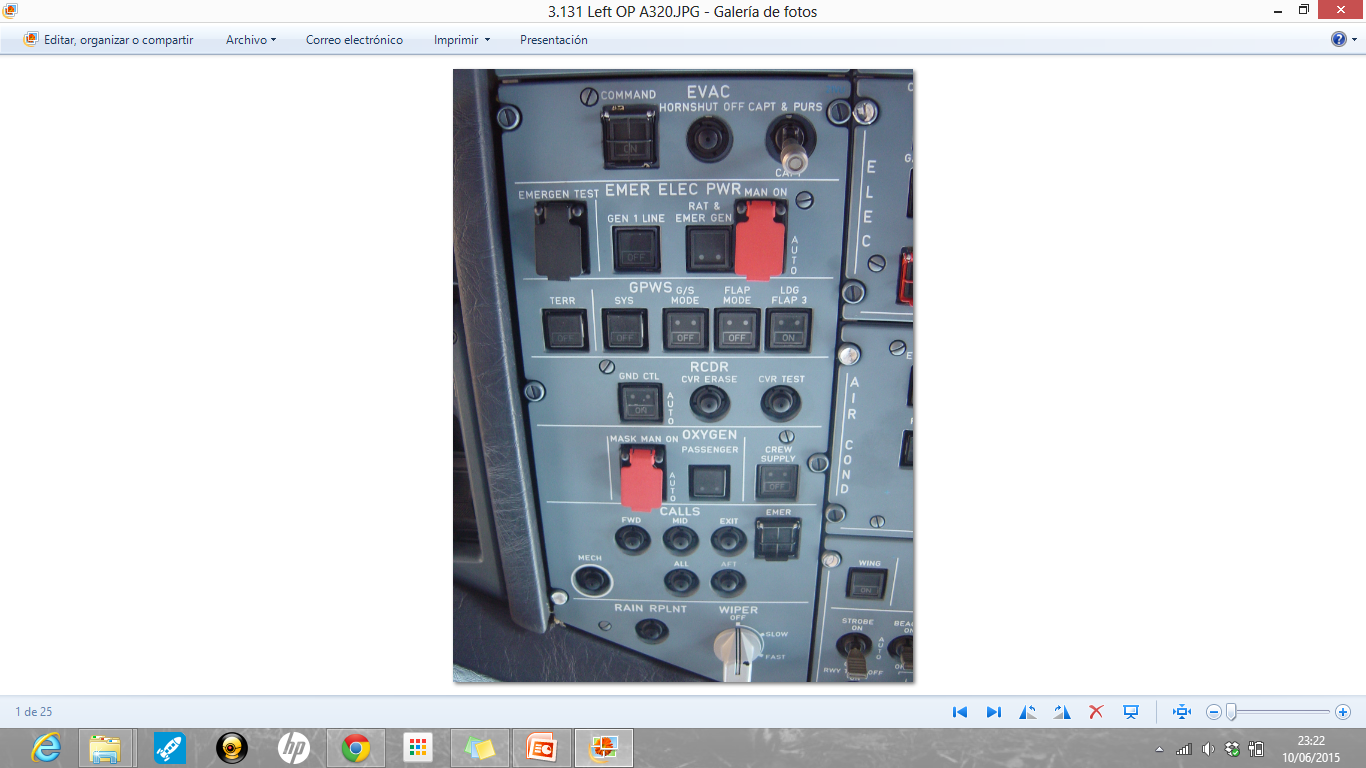 3.131 Left OP A320.JPG - Galería de fotos
Editar, organizar o compartir Archivo Correo electrónico Imprimir Presentación
EVAC
COMMAND HORN SHUT OFF CAPT & PURS
ON
CAPT
EMER ELEC PWR
EMERGEN TEST MAN ON
GEN 1 LINE RAT &
EMER GEN
OFF
AUTO
GPWS
TERR SYS G/S
MODE FLAP
MODE LDG
FLAP 3
OFF OFF OFF OFF ON
RCDR
GND CTL CVR ERASE CVR TEST
ON AUTO
OXYGEN
MASK MAN ON PASSENGER CREW
SUPPLY
AUTO OFF
CALLS
FWD MID EXIT EMER
MECH ALL AFT
RAIN RPLNT WIPER
OFF
SLOW
FAST
ELEC
AIR COND
WING
ON
STROBE
ON
AUTO
OFF
RWY
1 de 25
hp
23:22
10/06/2015